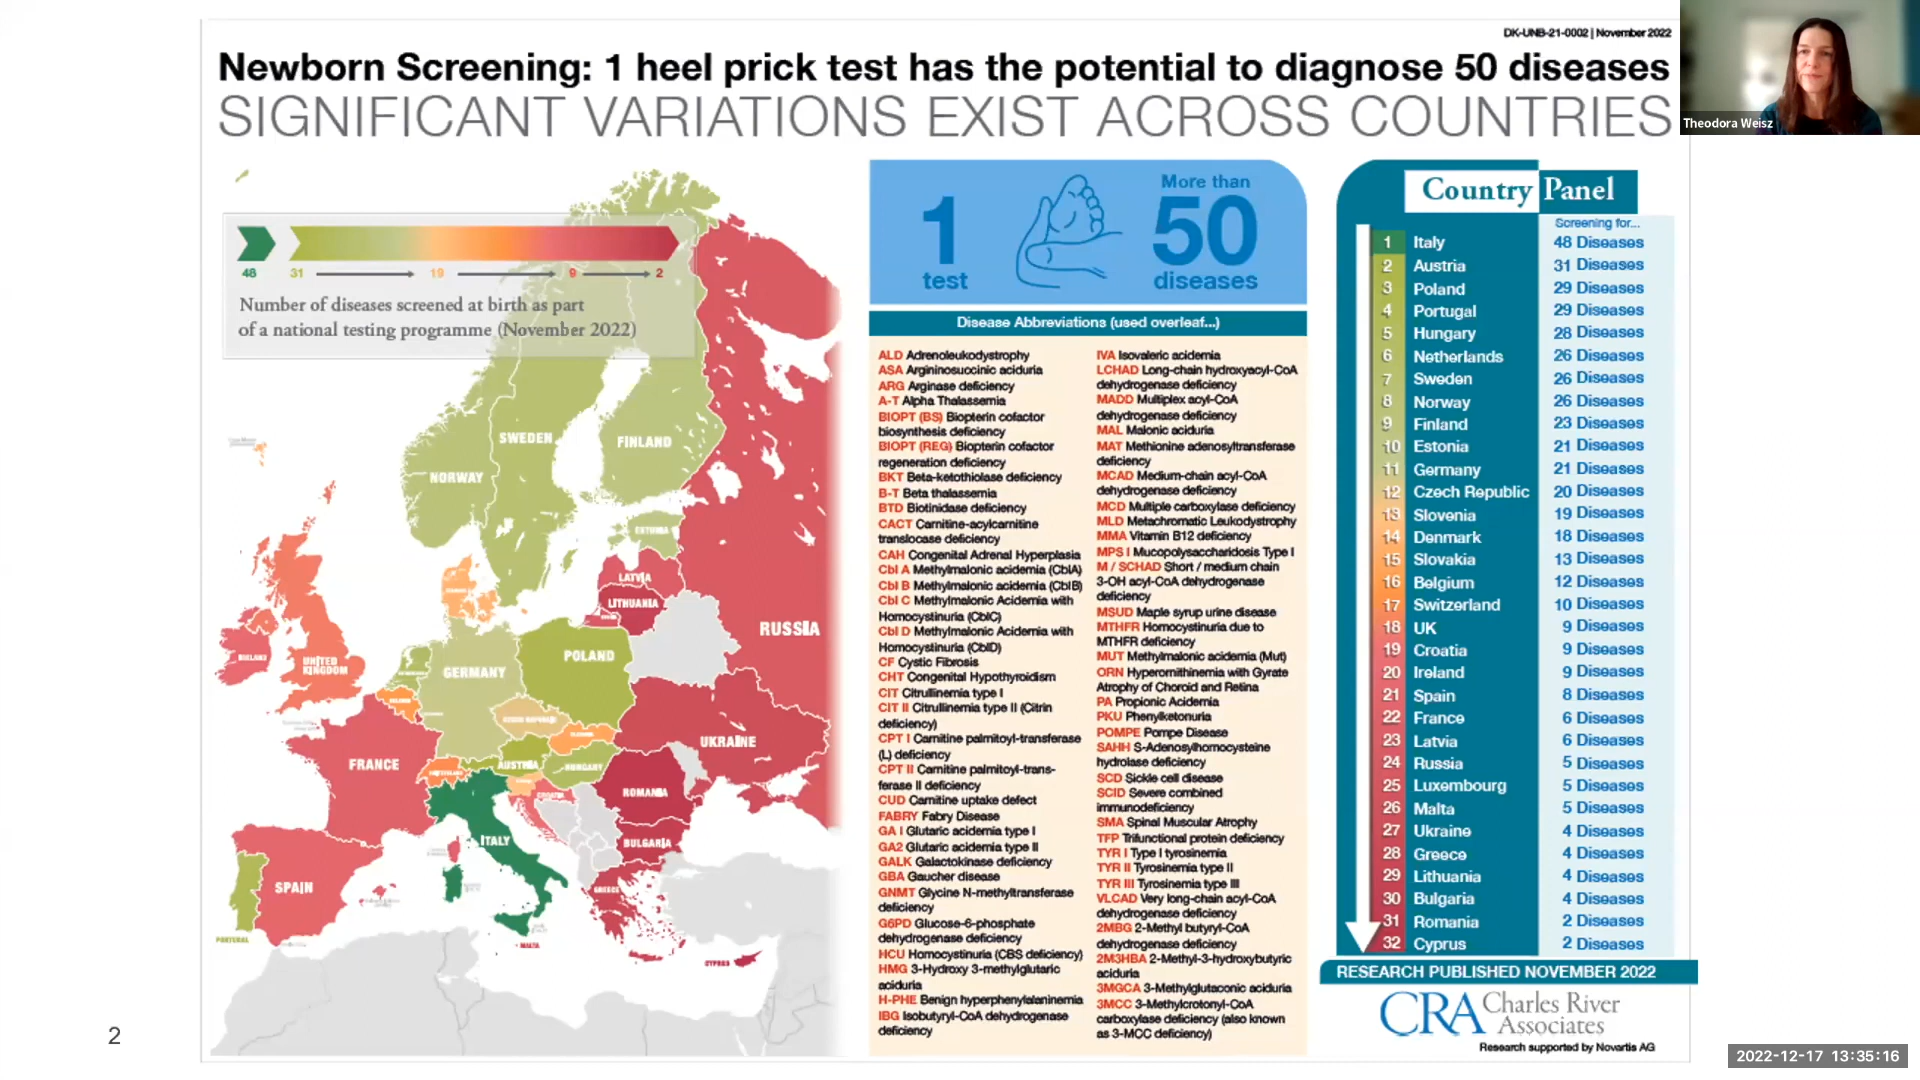 DK-UNB-21-0002 | November 2022
Newborn Screening: 1 heel prick test has the potential to diagnose 50 diseases
SIGNIFICANT VARIATIONS EXIST ACROSS COUNTRIES
Theodora Weisz
48 31 19 9 2
Number of diseases screened at birth as part
of a national testing programme (November 2022)
SWEDEN
FINLAND
NORWAY
ESTONIA
LATVIA
LITHUANIA
RUSSIA
IRELAND
UNITED
KINGDOM
GERMANY
POLAND
CZECH REPUBLIC
UKRAINE
FRANCE
AUSTRIA
HUNGARY
CROATIA
ROMANIA
ITALY
BULGARIA
SPAIN
GREECE
PORTUGAL
MALTA
CYPRUS
1
test
More than
50
diseases
Disease Abbreviations (used overleaf...)
ALD Adrenoleukodystrophy
ASA Argininosuccinic aciduria
ARG Arginase deficiency
A-T Alpha Thalassemia
BIOPT (BS) Biopterin cofactor
biosynthesis deficiency
BIOPT (REG) Biopterin cofactor
regeneration deficiency
BKT Beta-ketothiolase deficiency
B-T Beta thalassemia
BTD Biotinidase deficiency
CACT Carnitine-acylcarnitine
translocase deficiency
CAH Congenital Adrenal Hyperplasia
Cbl A Methylmalonic acidemia (CblA)
Cbl B Methylmalonic acidemia (CblB)
Cbl C Methylmalonic Acidemia with
Homocystinuria (CblC)
Cbl D Methylmalonic Acidemia with
Homocystinuria (CblD)
CF Cystic Fibrosis
CHT Congenital Hypothyroidism
CIT Citrullinemia type I
CIT II Citrullinemia type II (Citrin
deficiency)
CPT I Carnitine palmitoyl-transferase
(L) deficiency
CPT II Carnitine palmitoyl-trans-
ferase II deficiency
CUD Carnitine uptake defect
FABRY Fabry Disease
GA I Glutaric acidemia type I
GA2 Glutaric acidemia type II
GALK Galactokinase deficiency
GBA Gaucher disease
GNMT Glycine N-methyltransferase
deficiency
G6PD Glucose-6-phosphate
dehydrogenase deficiency
HCU Homocystinuria (CBS deficiency)
HMG 3-Hydroxy 3-methylglutaric
aciduria
H-PHE Benign hyperphenylalaninemia
IBG Isobutyryl-CoA dehydrogenase
deficiency
IVA Isovaleric acidemia
LCHAD Long-chain hydroxyacyl-CoA
dehydrogenase deficiency
MADD Multiplex acyl-CoA
dehydrogenase deficiency
MAL Malonic aciduria
MAT Methionine adenosyltransferase
deficiency
MCAD Medium-chain acyl-CoA
dehydrogenase deficiency
MCD Multiple carboxylase deficiency
MLD Metachromatic Leukodystrophy
MMA Vitamin B12 deficiency
MPS I Mucopolysaccharidosis Type I
M / SCHAD Short / medium chain
3-OH acyl-CoA dehydrogenase
deficiency
MSUD Maple syrup urine disease
MTHFR Homocystinuria due to
MTHFR deficiency
MUT Methylmalonic acidemia (Mut)
ORN Hyperornithinemia with Gyrate
Atrophy of Choroid and Retina
PA Propionic Acidemia
PKU Phenylketonuria
POMPE Pompe Disease
SAHH S-Adenosylhomocysteine
hydrolase deficiency
SCD Sickle cell disease
SCID Severe combined
immunodeficiency
SMA Spinal Muscular Atrophy
TFP Trifunctional protein deficiency
TYR I Type I tyrosinemia
TYR II Tyrosinemia type II
TYR III Tyrosinemia type III
VLCAD Very long-chain acyl-CoA
dehydrogenase deficiency
2MBG 2-Methyl butyryl-CoA
dehydrogenase deficiency
2M3HBA 2-Methyl-3-hydroxybutyric
aciduria
3MGCA 3-Methylglutaconic aciduria
3MCC 3-Methylcrotonyl-CoA
carboxylase deficiency (also known
as 3-MCC deficiency)
Country Panel
Screening for...
1 Italy 48 Diseases
2 Austria 31 Diseases
3 Poland 29 Diseases
4 Portugal 29 Diseases
5 Hungary 28 Diseases
6 Netherlands 26 Diseases
7 Sweden 26 Diseases
8 Norway 26 Diseases
9 Finland 23 Diseases
10 Estonia 21 Diseases
11 Germany 21 Diseases
12 Czech Republic 20 Diseases
13 Slovenia 19 Diseases
14 Denmark 18 Diseases
15 Slovakia 13 Diseases
16 Belgium 12 Diseases
17 Switzerland 10 Diseases
18 UK 9 Diseases
19 Croatia 9 Diseases
20 Ireland 9 Diseases
21 Spain 8 Diseases
22 France 6 Diseases
23 Latvia 6 Diseases
24 Russia 5 Diseases
25 Luxembourg 5 Diseases
26 Malta 5 Diseases
27 Ukraine 4 Diseases
28 Greece 4 Diseases
29 Lithuania 4 Diseases
30 Bulgaria 4 Diseases
31 Romania 2 Diseases
32 Cyprus 2 Diseases
RESEARCH PUBLISHED NOVEMBER 2022
CRA Charles River
Associates
Research supported by Novartis AG
2
2022-12-17 13:35:16